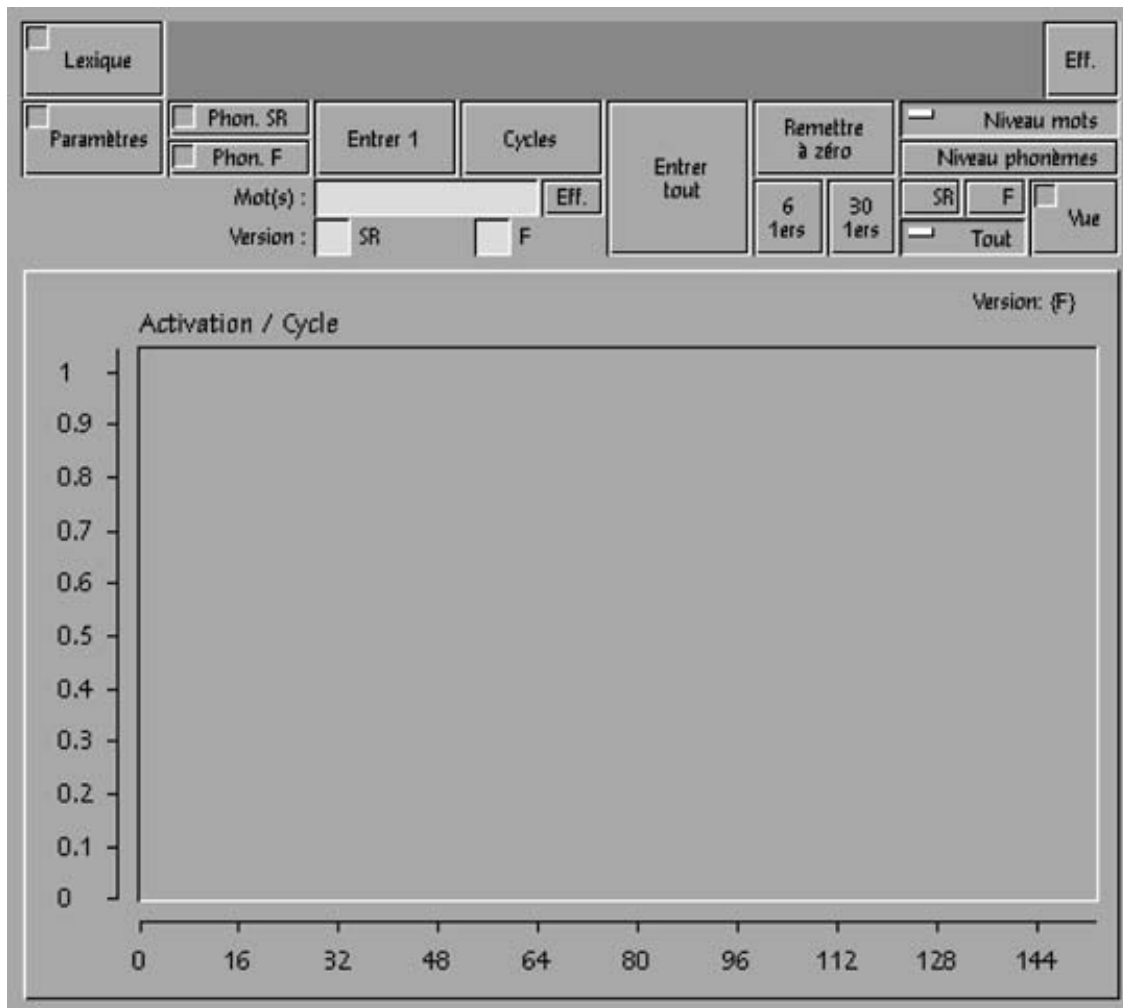 Lexique
Eff.
Paramètres
Phon. SR
Phon. F
Entrer 1
Cycles
Entrer
tout
Remettre
à zéro
Niveau mots
Niveau phonèmes
Mot(s) :
Eff.
6
1ers
30
1ers
SR
F
Vue
Version :
SR
F
Tout
Version: {F}
Activation / Cycle
1
0.9
0.8
0.7
0.6
0.5
0.4
0.3
0.2
0.1
0
0 16 32 48 64 80 96 112 128 144